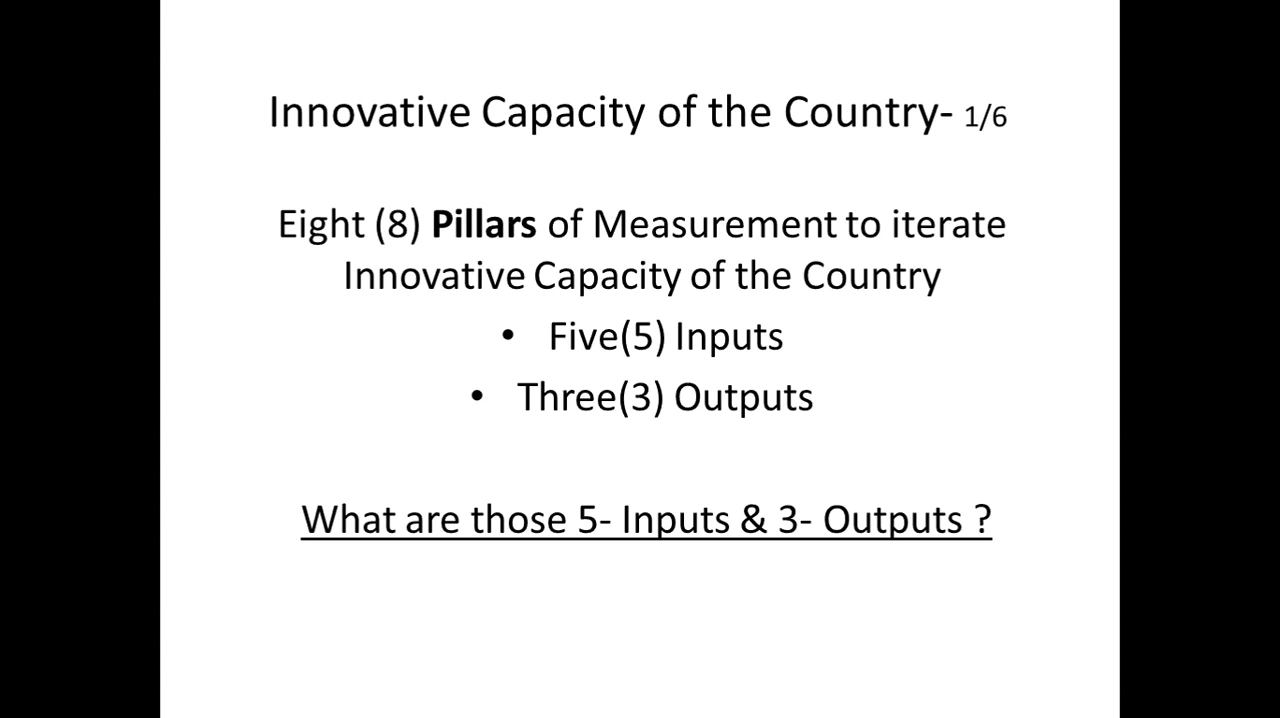 Innovative Capacity of the Country- 1/6
Eight (8) Pillars of Measurement to iterate
Innovative Capacity of the Country
• Five(5) Inputs
• Three(3) Outputs
What are those 5- Inputs & 3- Outputs ?